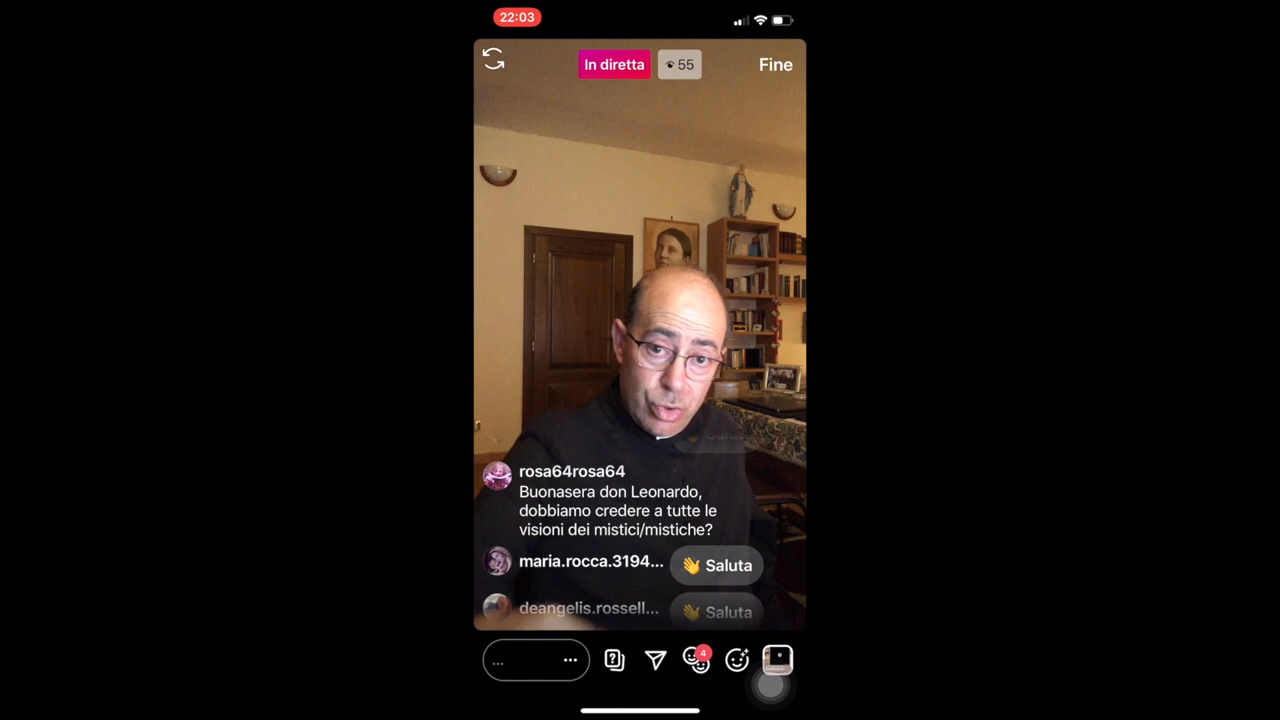 22:03
In diretta
55
Fine
Saluta
rosa64rosa64
Buonasera don Leonardo,
dobbiamo credere a tutte le
visioni dei mistici/mistiche?
maria.rocca.3194...
👋 Saluta
deangelis.rossell...
👋 Saluta
...
4